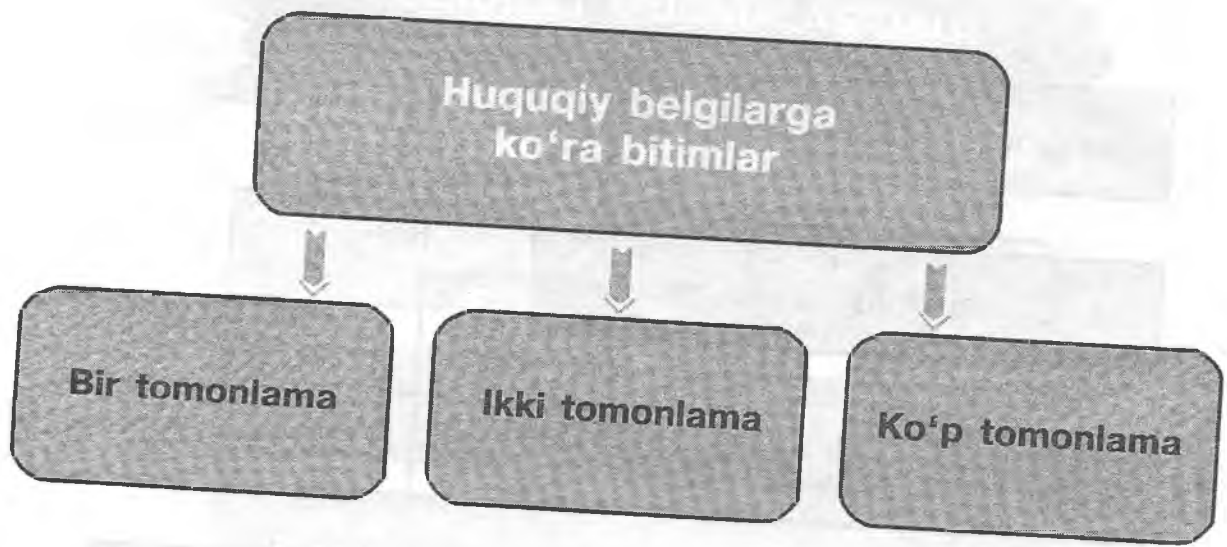 Huquqiy belgilarga
ko‘ra bitimlar
Bir tomonlama
Ikki tomonlama
Ko‘p tomonlama